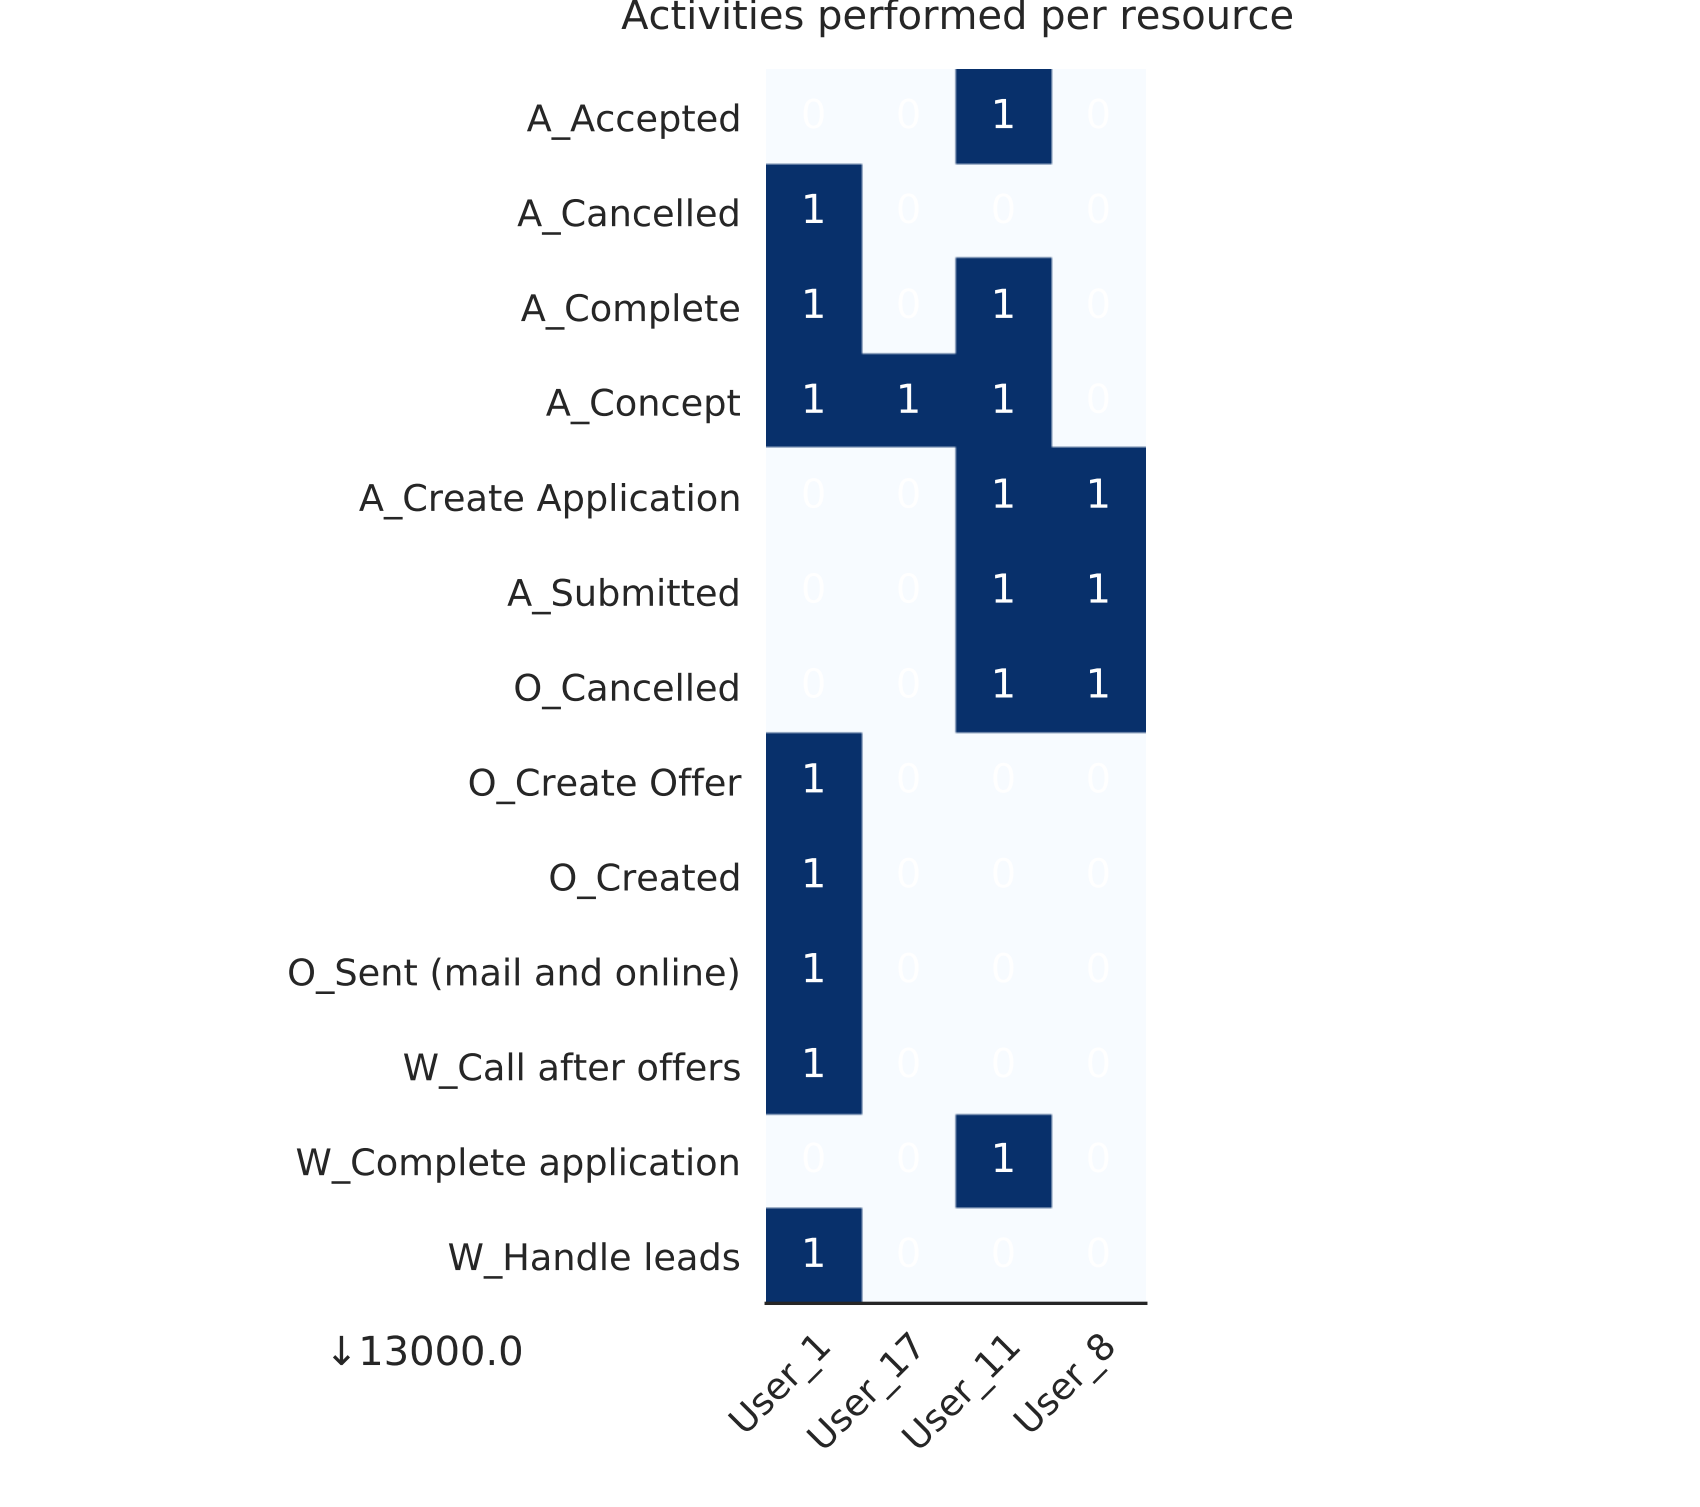 Activities performed per resource
A_Accepted 0 0 1 0
A_Cancelled 1 0 0 0
A_Complete 1 0 1 0
A_Concept 1 1 1 0
A_Create Application 0 0 1 1
A_Submitted 0 0 1 1
O_Cancelled 0 0 1 1
O_Create Offer 1 0 0 0
O_Created 1 0 0 0
O_Sent (mail and online) 1 0 0 0
W_Call after offers 1 0 0 0
W_Complete application 0 0 1 0
W_Handle leads 1 0 0 0
↓13000.0
User_1 User_17 User_11 User_8